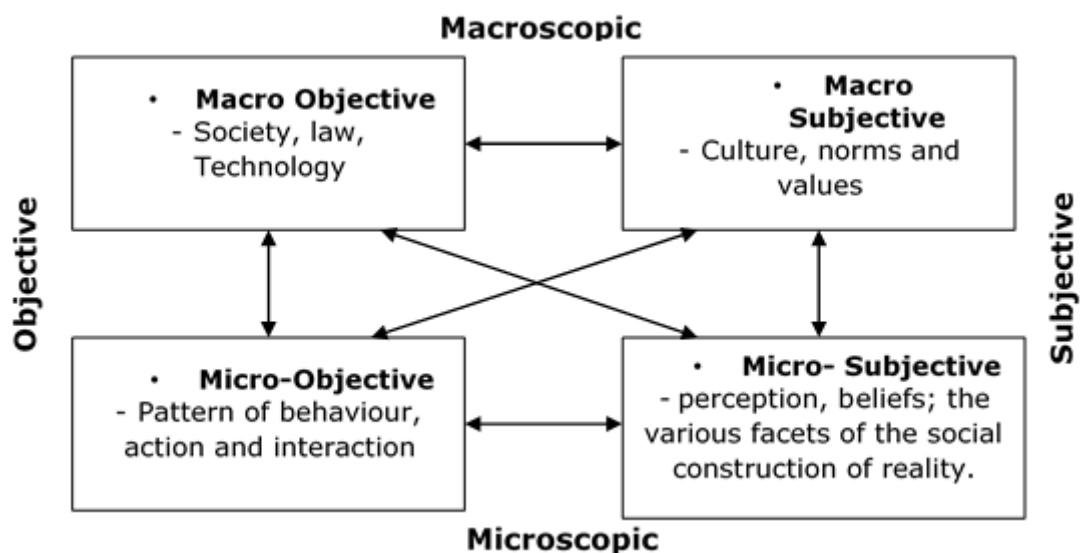 Macroscopic
• Macro Objective
- Society, law,
Technology
• Macro
Subjective
- Culture, norms and
values
Objective
Subjective
• Micro-Objective
- Pattern of behaviour,
action and interaction
• Micro- Subjective
- perception, beliefs; the
various facets of the social
construction of reality.
Microscopic